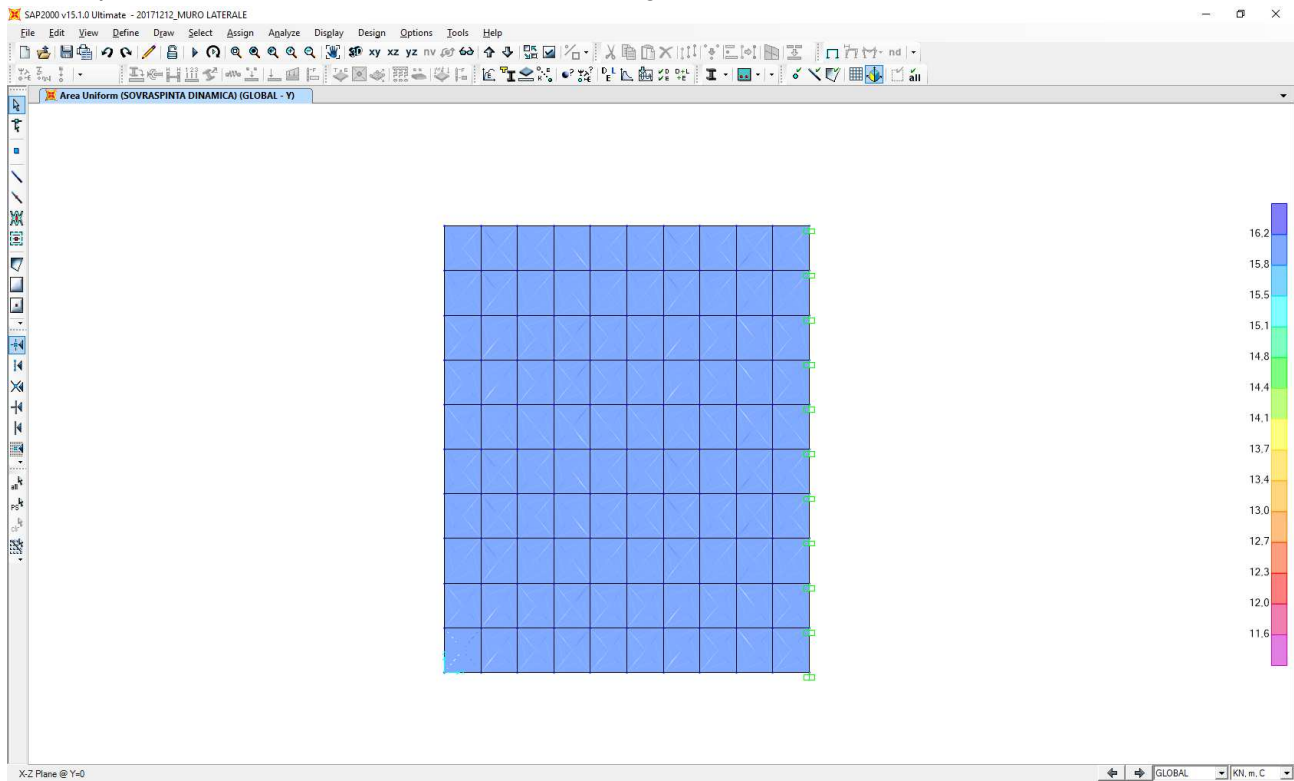 SAP2000 v15.1.0 Ultimate - 20171212_MURO LATERALE
File Edit View Define Draw Select Assign Analyze Display Design Options Tools Help
xy xz yz nv
nd
Area Uniform (SOVRASPINTA DINAMICA) (GLOBAL - Y)
all
PS
clr
16,2
15,8
15,5
15,1
14,8
14,4
14,1
13,7
13,4
13,0
12,7
12,3
12,0
11,6
X-Z Plane @ Y=0
GLOBAL
KN, m, C